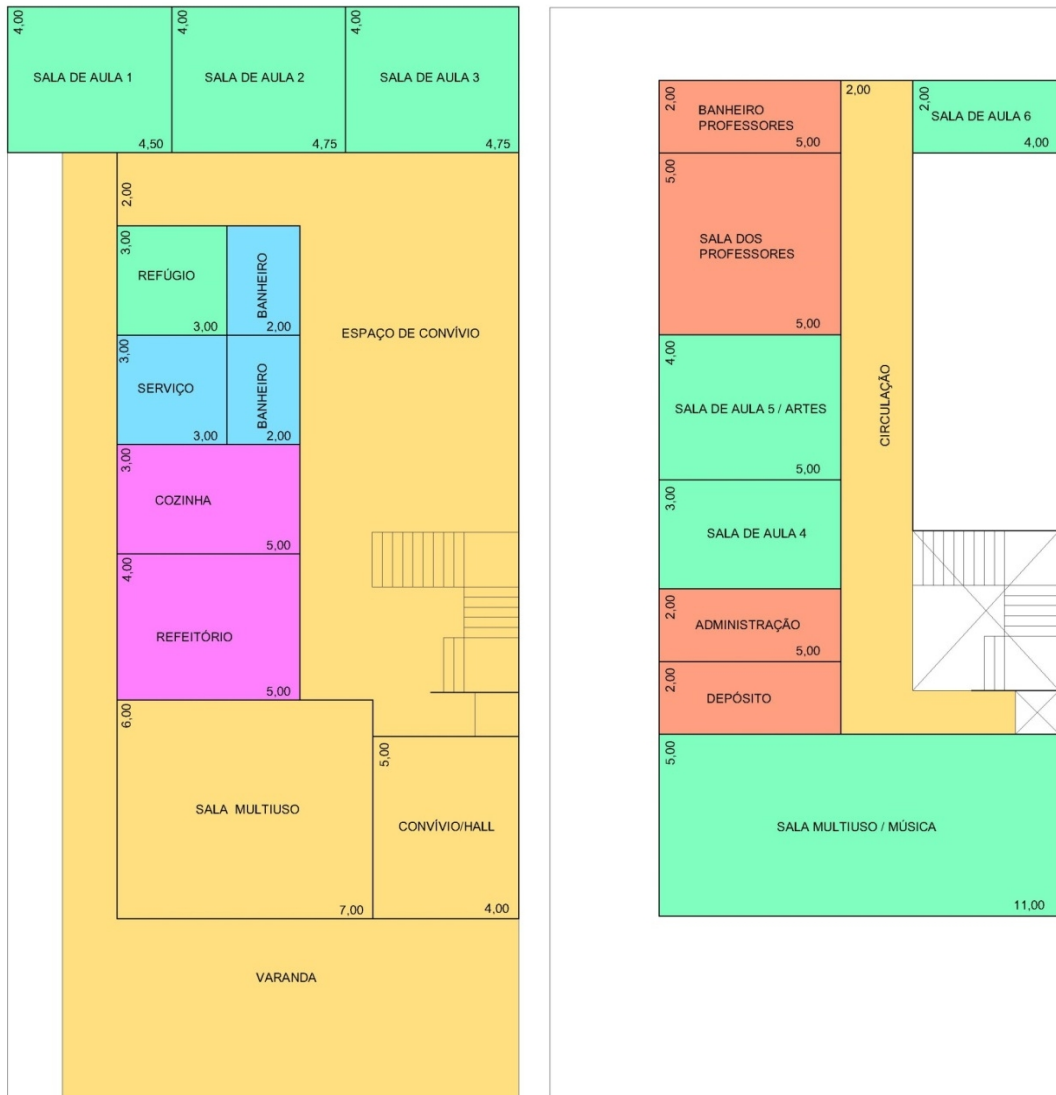 4,00
SALA DE AULA 1
4,50
4,00
SALA DE AULA 2
4,75
4,00
SALA DE AULA 3
4,75
2,00
3,00
REFÚGIO
3,00
BANHEIRO
2,00
ESPAÇO DE CONVÍVIO
3,00
SERVIÇO
3,00
BANHEIRO
2,00
3,00
COZINHA
5,00
4,00
REFEITÓRIO
5,00
6,00
SALA MULTIUSO
7,00
5,00
CONVÍVIO/HALL
4,00
VARANDA
2,00
BANHEIRO
PROFESSORES
5,00
2,00
2,00
SALA DE AULA 6
4,00
5,00
SALA DOS
PROFESSORES
5,00
CIRCULAÇÃO
4,00
SALA DE AULA 5 / ARTES
5,00
3,00
SALA DE AULA 4
2,00
ADMINISTRAÇÃO
5,00
2,00
DEPÓSITO
5,00
SALA MULTIUSO / MÚSICA
11,00